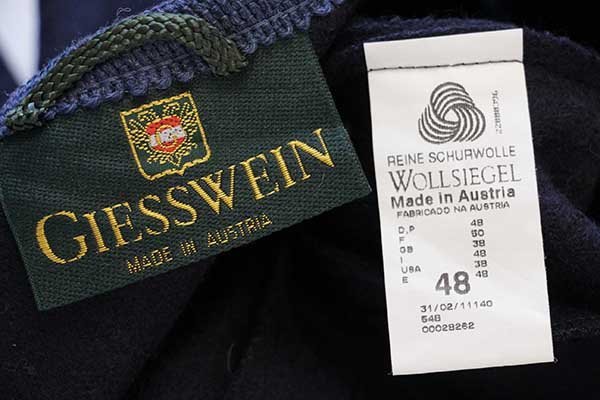 GIESSWEIN
MADE IN AUSTRIA
REINE SCHURWOLLE
WOLLSIEGEL
Made in Austria
FABRICADO NA AUSTRIA
D,P 48
F 50
GB 38
I 48
USA 38
E 48
48
31/02/11140
54B
00028262